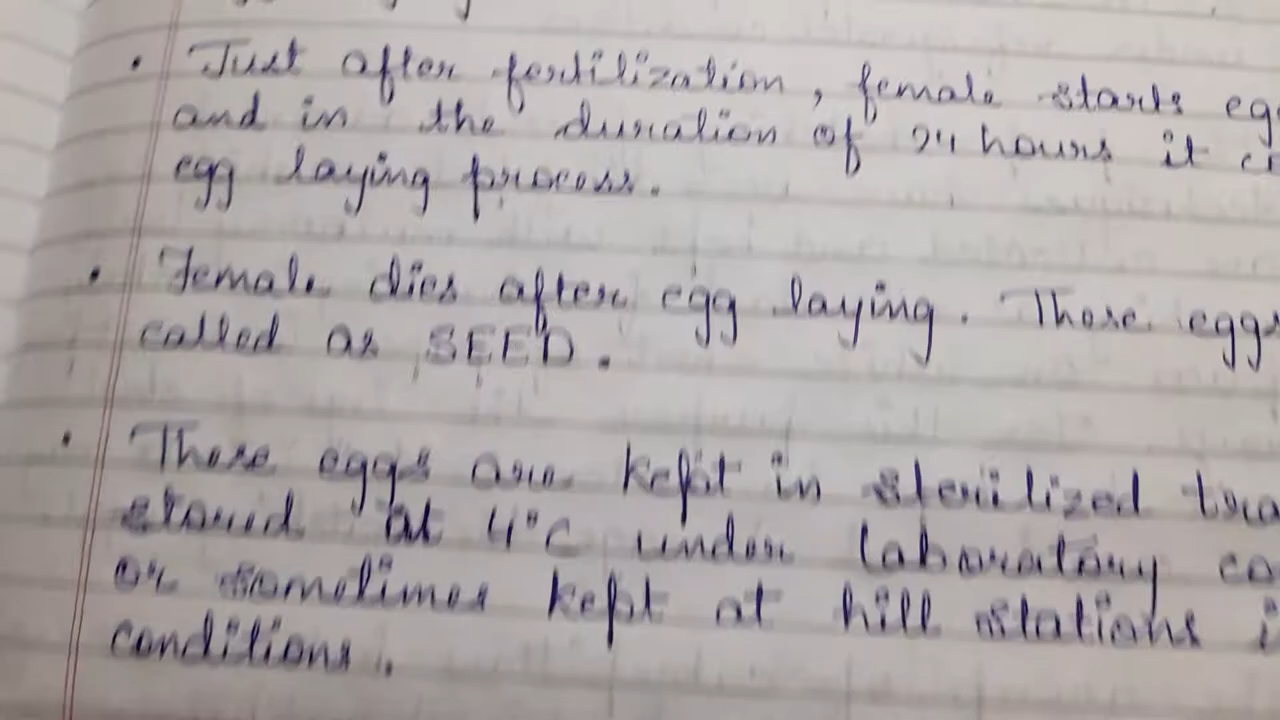 • Just after fertilization, female starts eg
and in the duration of 24 hours it c
egg laying process.
• Female dies after egg laying. These eggs
called as SEED.
• These eggs are kept in sterilized tra
stored at 4°C under laboratory co
or sometimes kept at hill stations i
conditions.